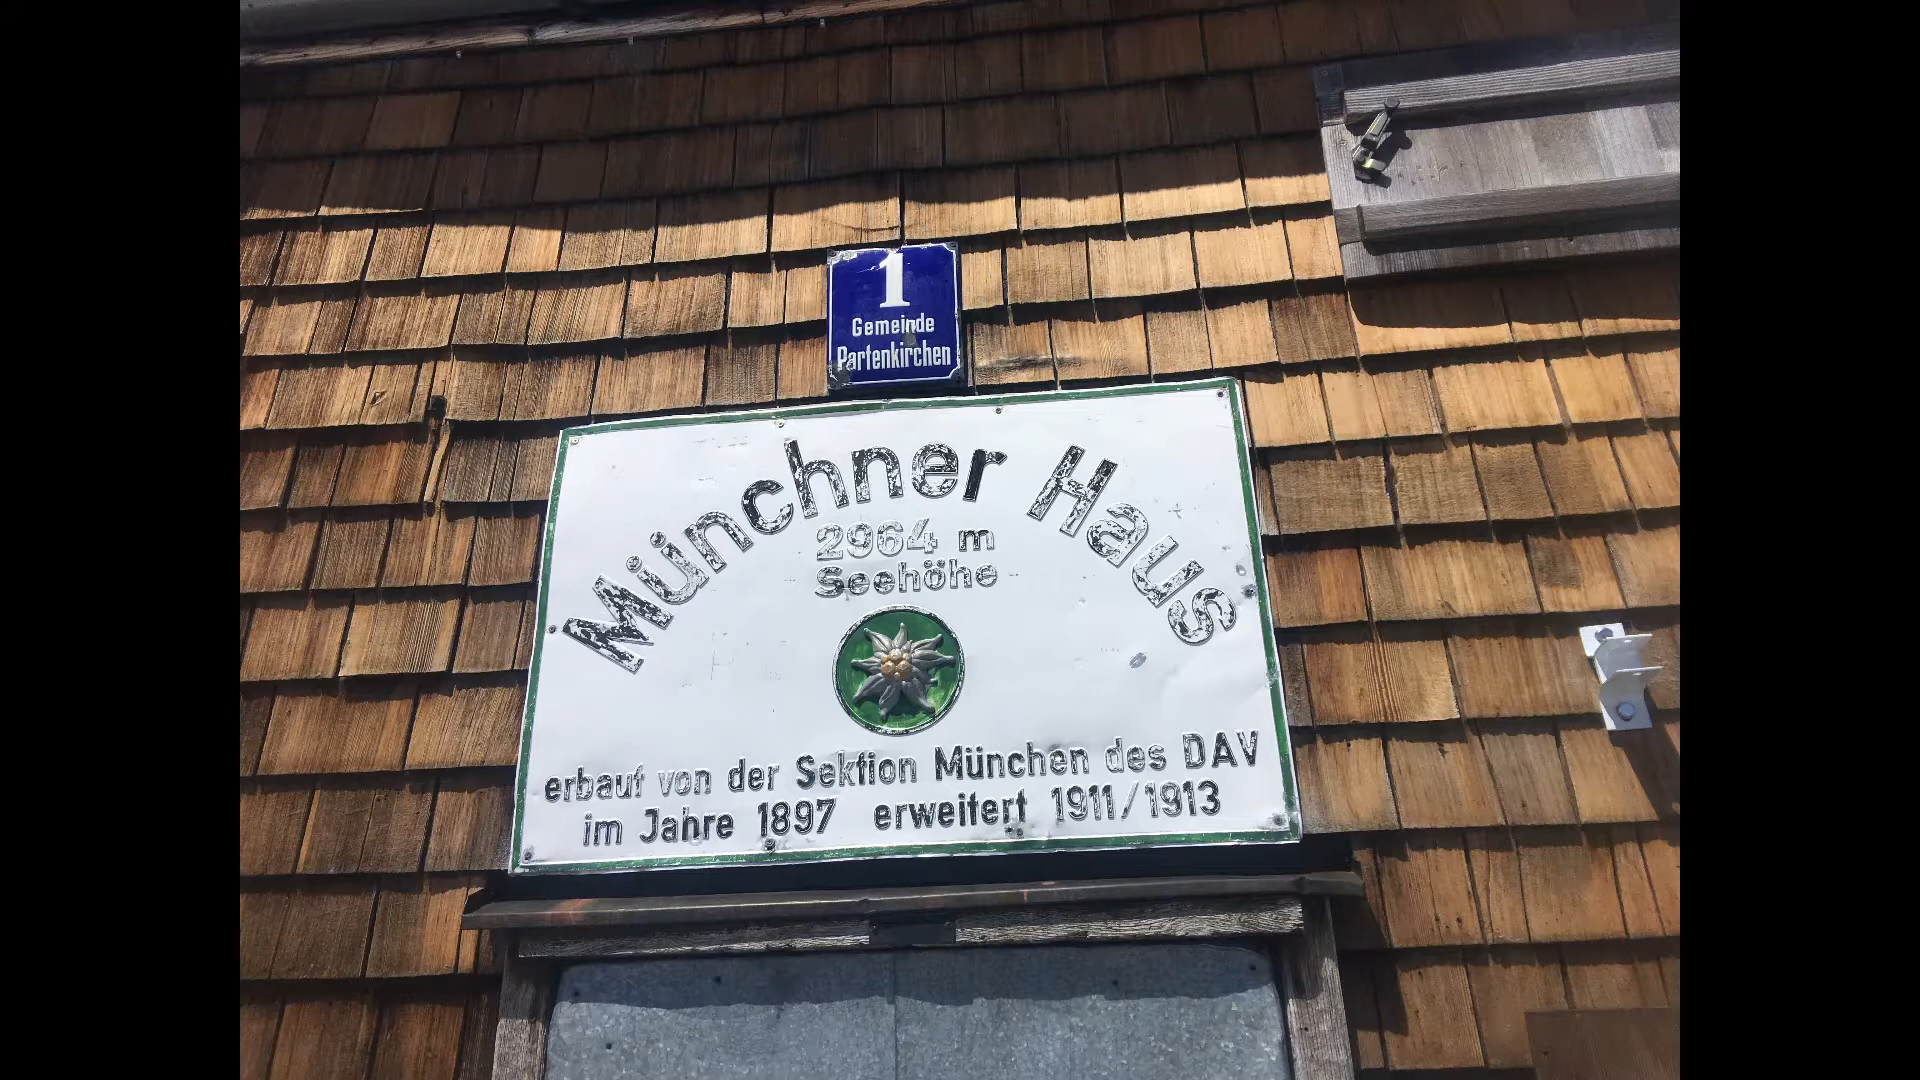 1
Gemeinde
Partenkirchen
Münchner Haus
2964 m
Seehöhe
erbaut von der Sektion München des DAV
im Jahre 1897 erweitert 1911/1913